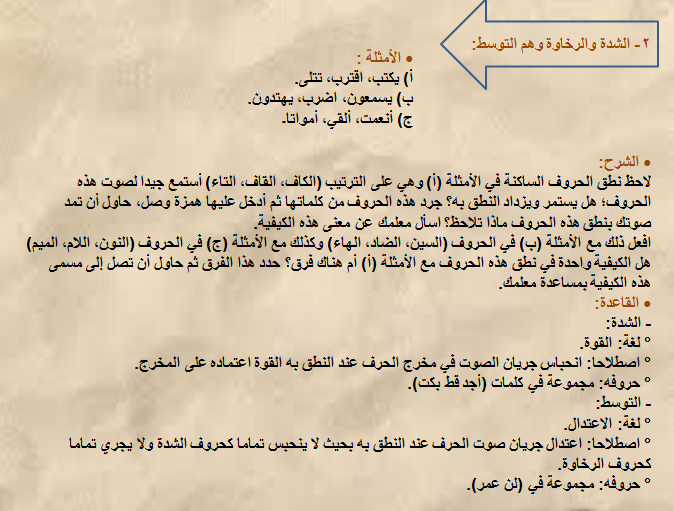 ٢- الشدة والرخاوة وهم التوسط:
• الأمثلة :
أ) يكتب، اقترب، تتلى.
ب) يسمعون، اضرب، يهتدون.
ج) أنعمت، ألقي، أمواتا.
• الشرح:
لاحظ نطق الحروف الساكنة في الأمثلة (أ) وهي على الترتيب (الكاف، القاف، التاء) أستمع جيدا لصوت هذه
الحروف؛ هل يستمر ويزداد النطق به؟ جرد هذه الحروف من كلماتها ثم أدخل عليها همزة وصل، حاول أن تمد
صوتك بنطق هذه الحروف ماذا تلاحظ؟ اسأل معلمك عن معنى هذه الكيفية.
افعل ذلك مع الأمثلة (ب) في الحروف (السين، الضاد، الهاء) وكذلك مع الأمثلة (ج) في الحروف (النون، اللام، الميم)
هل الكيفية واحدة في نطق هذه الحروف مع الأمثلة (أ) أم هناك فرق؟ حدد هذا الفرق ثم حاول أن تصل إلى مسمى
هذه الكيفية بمساعدة معلمك.
• القاعدة:
- الشدة:
° لغة: القوة.
° اصطلاحا: انحباس جريان الصوت في مخرج الحرف عند النطق به القوة اعتماده على المخرج.
° حروفه: مجموعة في كلمات (أجد قط بكت).
- التوسط:
° لغة: الاعتدال.
° اصطلاحا: اعتدال جريان صوت الحرف عند النطق به بحيث لا ينحبس تماما كحروف الشدة ولا يجري تماما
كحروف الرخاوة.
° حروفه: مجموعة في (لن عمر).